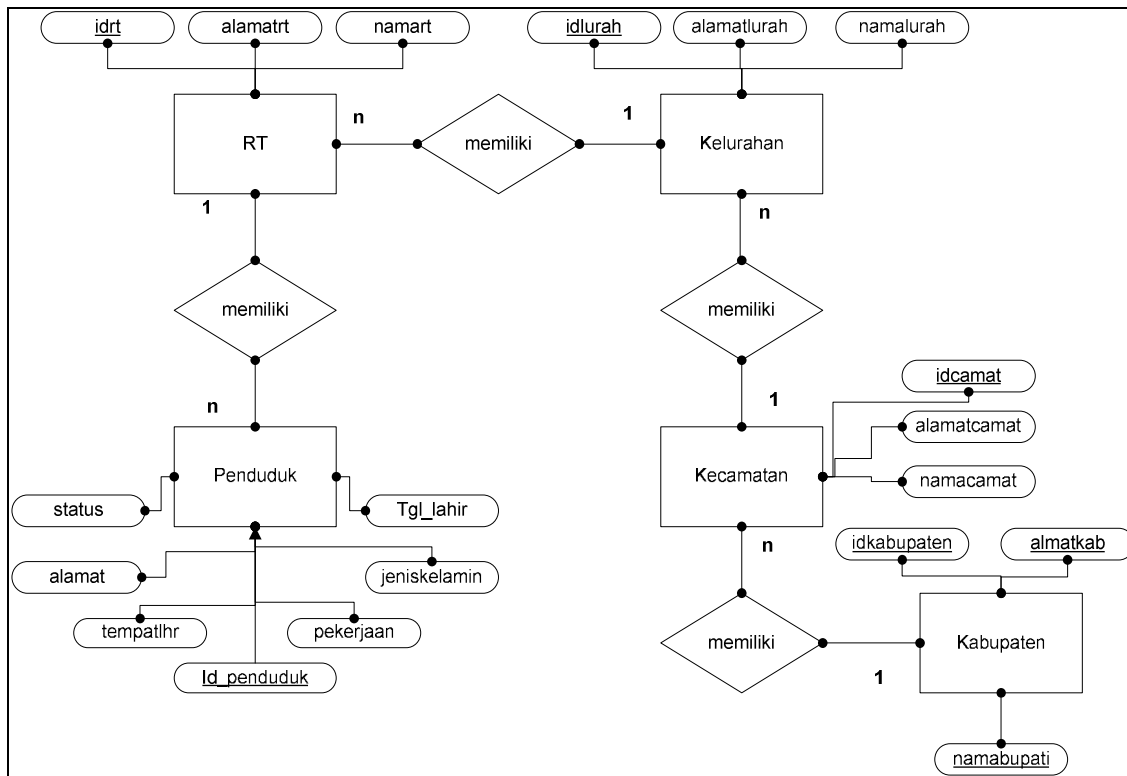 idrt
alamatrt
namart
idlurah
alamatlurah
namalurah
RT
n
memiliki
1
Kelurahan
1
n
memiliki
memiliki
n
1
idcamat
alamatcamat
Penduduk
Kecamatan
namacamat
status
Tgl_lahir
n
idkabupaten
almatkab
alamat
jeniskelamin
tempatlhr
pekerjaan
memiliki
Kabupaten
1
Id_penduduk
namabupati